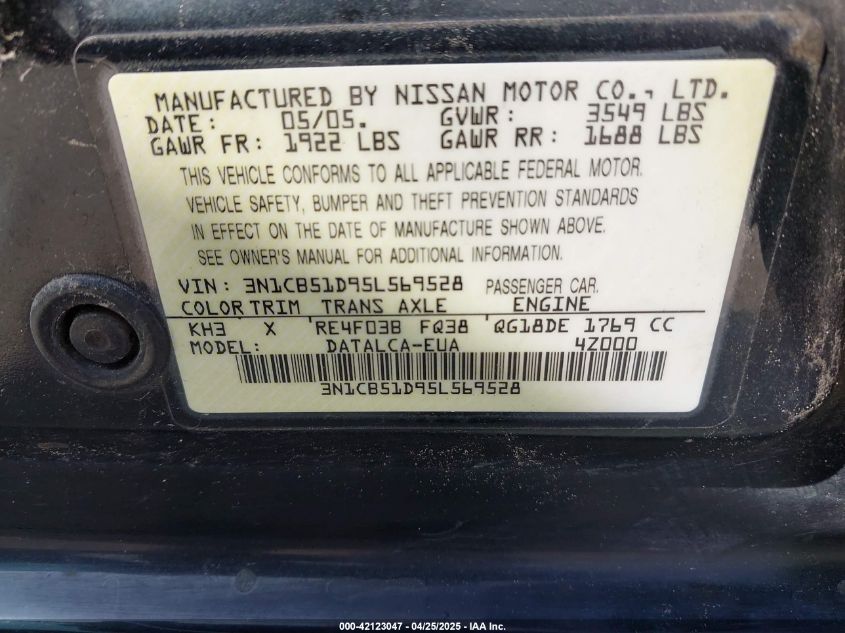 MANUFACTURED BY NISSAN MOTOR CO., LTD.
DATE: 05/05. GVWR: 3549 LBS
GAWR FR: 1922 LBS GAWR RR: 1688 LBS
THIS VEHICLE CONFORMS TO ALL APPLICABLE FEDERAL MOTOR.
VEHICLE SAFETY, BUMPER AND THEFT PREVENTION STANDARDS
IN EFFECT ON THE DATE OF MANUFACTURE SHOWN ABOVE.
SEE OWNER'S MANUAL FOR ADDITIONAL INFORMATION.
VIN: 3N1CB51D95L569528 PASSENGER CAR.
COLOR TRIM TRANS AXLE ENGINE
KH3 X RE4F03B FQ38 QG18DE 1769 CC
MODEL: DATALCA-EUA 4Z000
3N1CB51D95L569528
000-42123047 - 04/25/2025 - IAA Inc.